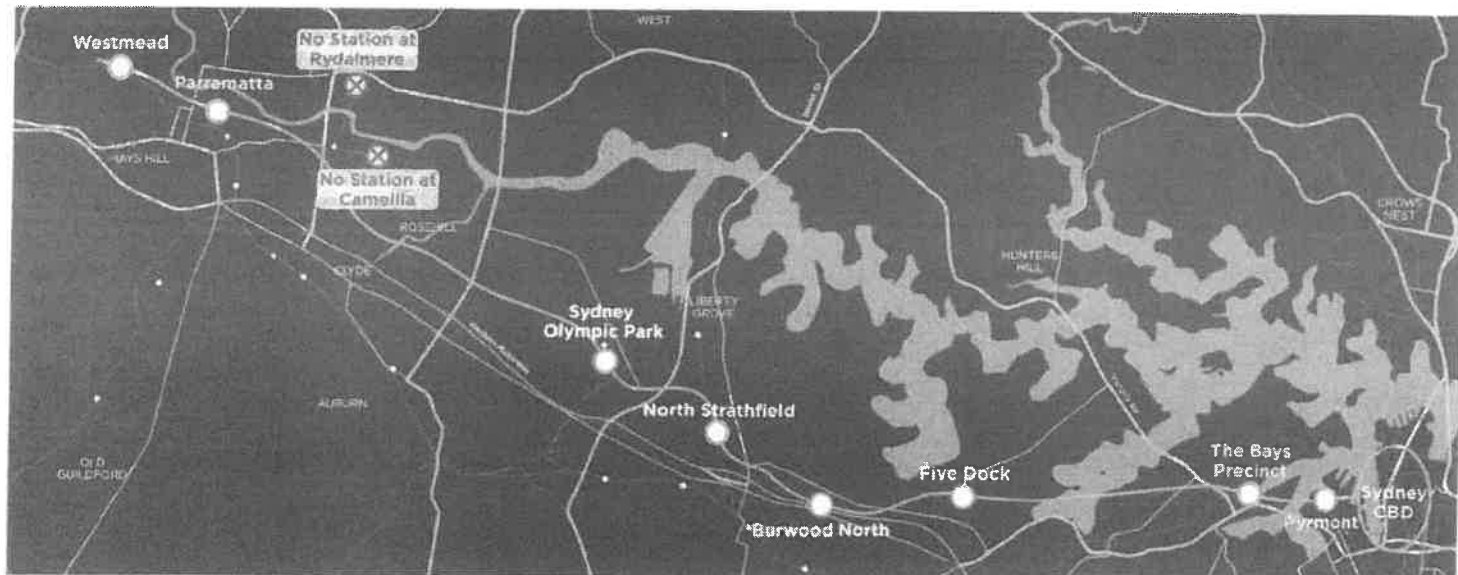 WEST
Westmead
No Station at
Rydalmere
Parramatta
MAYS HILL
No Station at
Camellia
ROSEHILL
CLYDE
CROWS
NEST
HUNTERS
HILL
LIBERTY
GROVE
Sydney
Olympic Park
AUBURN
North Strathfield
OLD
GUILDFORD
Five Dock
The Bays
Precinct
Sydney
CBD
Pyrmont
*Burwood North